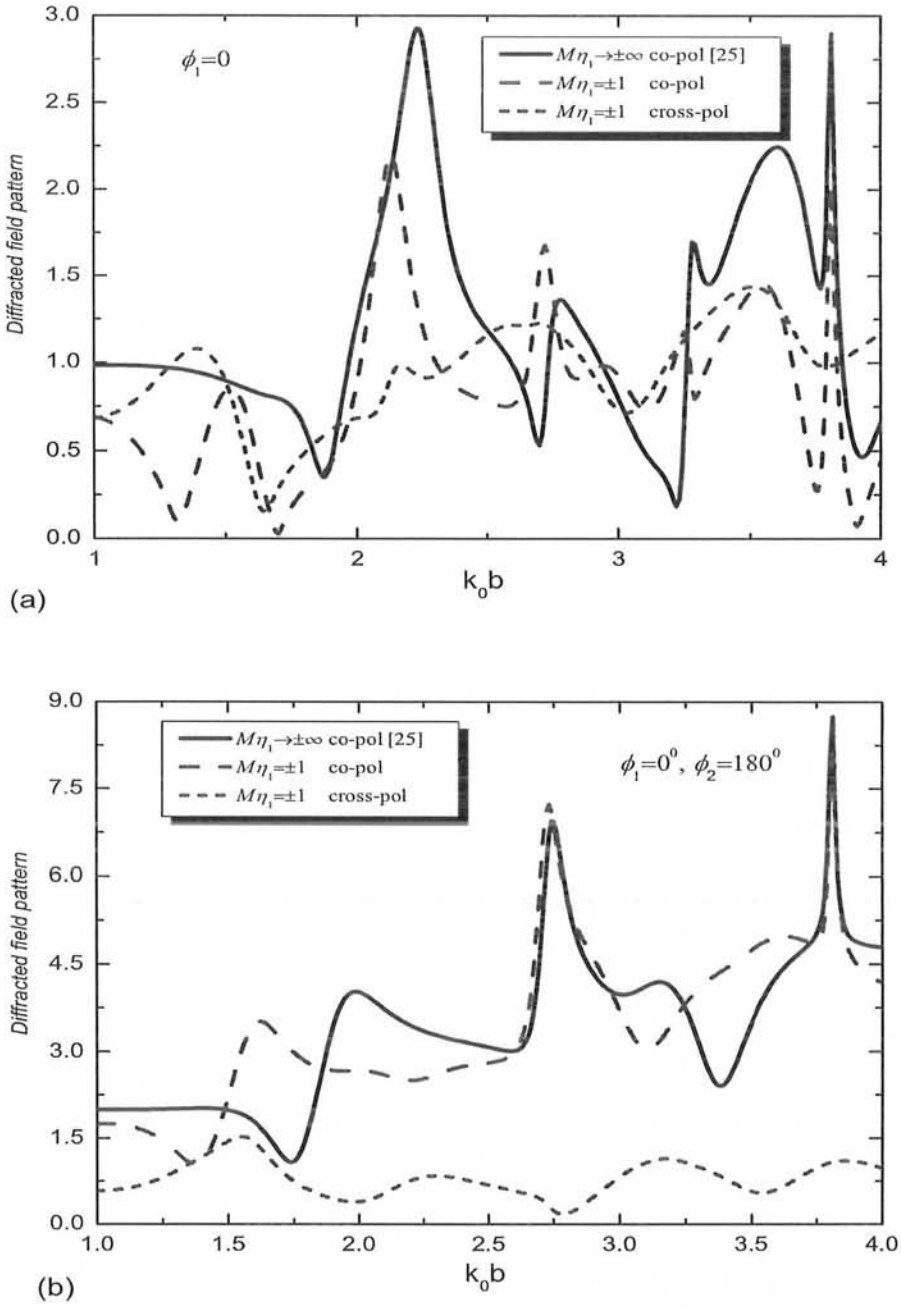 3.0
2.5
2.0
1.5
1.0
0.5
0.0
Diffracted field pattern
ϕ₁=0
Mη₁→±∞ co-pol [25]
Mη₁=±1 co-pol
Mη₁=±1 cross-pol
1 2 3 4
k₀b
(a)
9.0
7.5
6.0
4.5
3.0
1.5
0.0
Diffracted field pattern
Mη₁→±∞ co-pol [25]
Mη₁=±1 co-pol
Mη₁=±1 cross-pol
ϕ₁=0⁰, ϕ₂=180⁰
1.0 1.5 2.0 2.5 3.0 3.5 4.0
k₀b
(b)